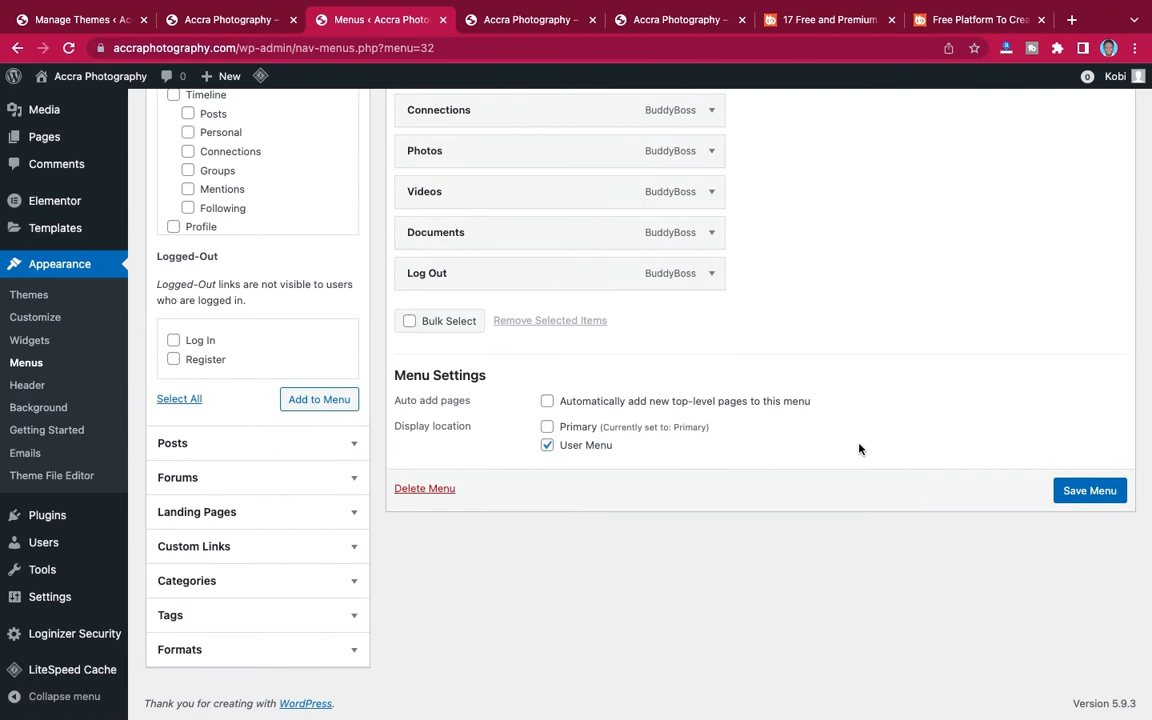 Manage Themes ‹ Ac
Accra Photography –
Menus ‹ Accra Photo
Accra Photography –
Accra Photography –
17 Free and Premium
Free Platform To Crea
accraphotography.com/wp-admin/nav-menus.php?menu=32
Accra Photography
0
New
0
Kobi
Media
Pages
Comments
Elementor
Templates
Appearance
Themes
Customize
Widgets
Menus
Header
Background
Getting Started
Emails
Theme File Editor
Plugins
Users
Tools
Settings
Loginizer Security
LiteSpeed Cache
Collapse menu
Timeline
Posts
Personal
Connections
Groups
Mentions
Following
Profile
Logged-Out
Logged-Out links are not visible to users
who are logged in.
Log In
Register
Select All
Add to Menu
Posts
Forums
Landing Pages
Custom Links
Categories
Tags
Formats
Connections BuddyBoss
Photos BuddyBoss
Videos BuddyBoss
Documents BuddyBoss
Log Out BuddyBoss
Bulk Select Remove Selected Items
Menu Settings
Auto add pages Automatically add new top-level pages to this menu
Display location Primary (Currently set to: Primary)
User Menu
Delete Menu
Save Menu
Thank you for creating with WordPress.
Version 5.9.3